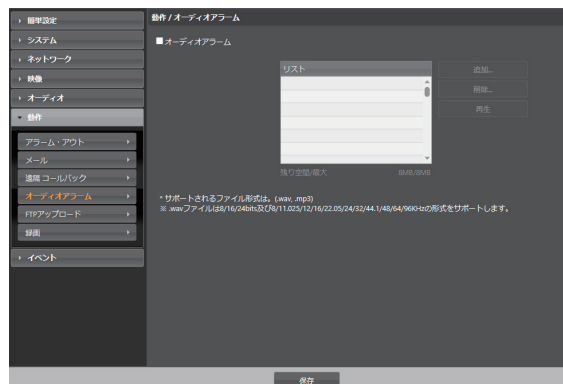 簡単設定
システム
ネットワーク
映像
オーディオ
動作
アラーム・アウト
メール
遠隔 コールバック
オーディオアラーム
FTPアップロード
録画
イベント
動作 / オーディオアラーム
オーディオアラーム
リスト
追加...
削除...
再生
残り空間/最大 8MB/8MB
* サポートされるファイル形式は。(.wav, .mp3)
※ .wavファイルは8/16/24bits及び8/11.025/12/16/22.05/24/32/44.1/48/64/96KHzの形式をサポートします。
保存